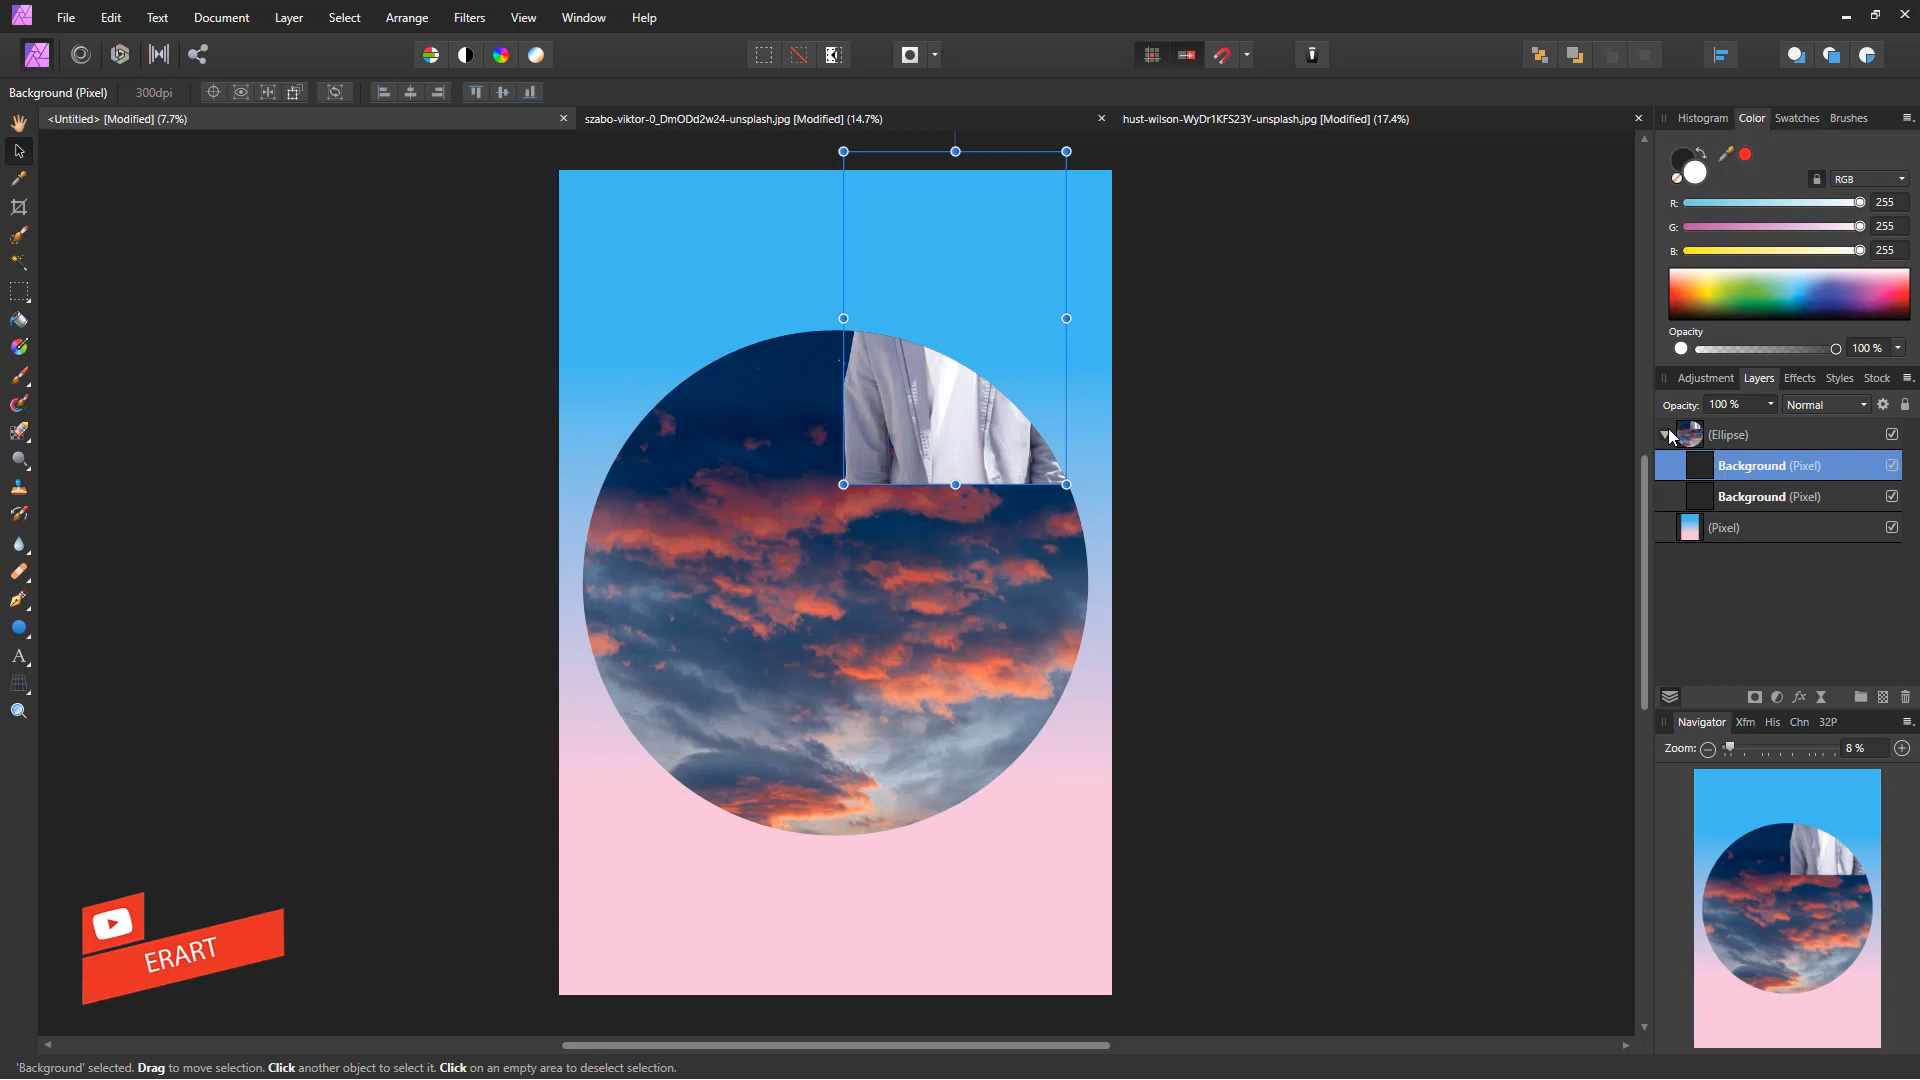 File Edit Text Document Layer Select Arrange Filters View Window Help
Background (Pixel) 300dpi
<Untitled> [Modified] (7.7%)
szabo-viktor-0_DmODd2w24-unsplash.jpg [Modified] (14.7%)
hust-wilson-WyDr1KFS23Y-unsplash.jpg [Modified] (17.4%)
Histogram Color Swatches Brushes
RGB
R: 255
G: 255
B: 255
Opacity
100 %
Adjustment Layers Effects Styles Stock
Opacity: 100 % Normal
(Ellipse)
Background (Pixel)
Background (Pixel)
(Pixel)
fx
Navigator Xfm His Chn 32P
Zoom: 8 %
A
ERART
'Background' selected. Drag to move selection. Click another object to select it. Click on an empty area to deselect selection.